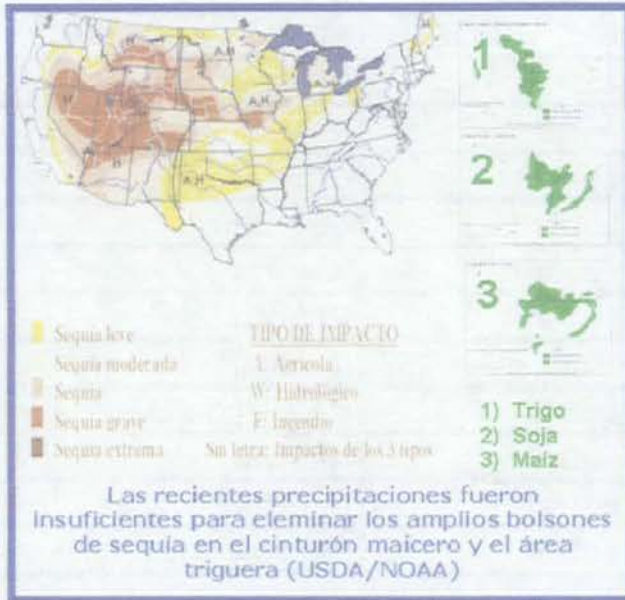 A,H
H
A,H
A,H
H
H
1
2
3
Sequía leve
Sequía moderada
Sequía
Sequía grave
Sequía extrema
TIPO DE IMPACTO
A: Agrícola
W: Hidrológico
F: Incendio
Sin letra: Impactos de los 3 tipos
1) Trigo
2) Soja
3) Maiz
Las recientes precipitaciones fueron
insuficientes para eleminar los amplios bolsones
de sequía en el cinturón maicero y el área
triguera (USDA/NOAA)